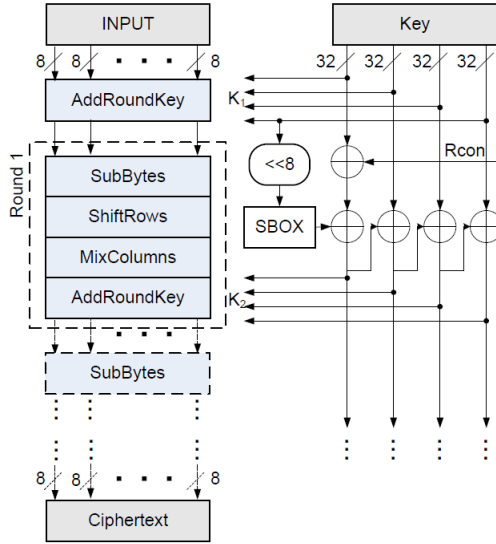 INPUT
Key
8
8
8
32
32
32
32
AddRoundKey
K1
Round 1
<<8
Rcon
SubBytes
ShiftRows
SBOX
MixColumns
AddRoundKey
K2
SubBytes
8
8
8
Ciphertext